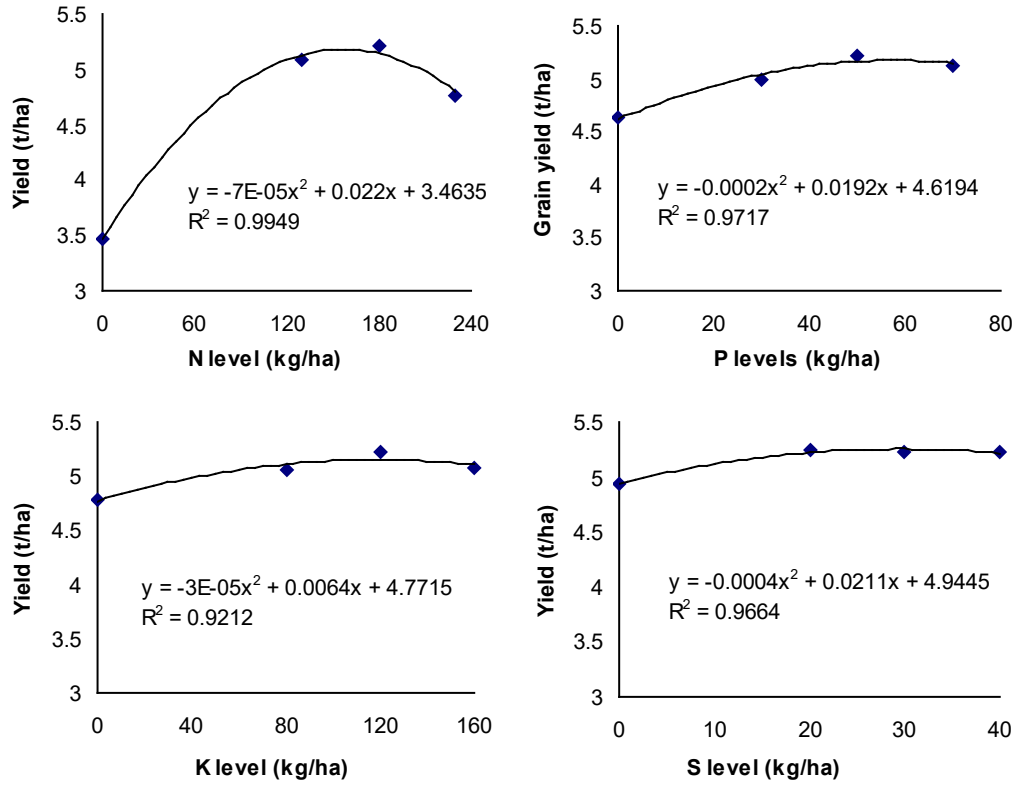 5.5
5
4.5
4
3.5
3
Yield (t/ha)
y = -7E-05x² + 0.022x + 3.4635
R² = 0.9949
0 60 120 180 240
N level (kg/ha)
5.5
5
4.5
4
3.5
3
Grain yield (t/ha)
y = -0.0002x² + 0.0192x + 4.6194
R² = 0.9717
0 20 40 60 80
P levels (kg/ha)
5.5
5
4.5
4
3.5
3
Yield (t/ha)
y = -3E-05x² + 0.0064x + 4.7715
R² = 0.9212
0 40 80 120 160
K level (kg/ha)
5.5
5
4.5
4
3.5
3
Yield (t/ha)
y = -0.0004x² + 0.0211x + 4.9445
R² = 0.9664
0 10 20 30 40
S level (kg/ha)